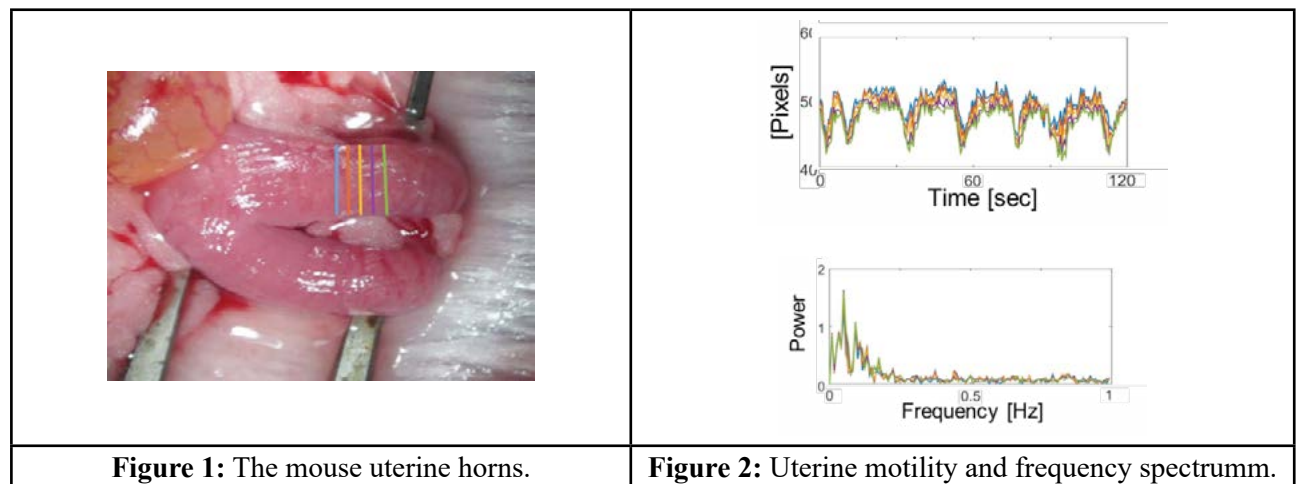 60
[Pixels]
50
40
0
60
120
Time [sec]
2
Power
1
0
0
0.5
1
Frequency [Hz]
Figure 1: The mouse uterine horns.
Figure 2: Uterine motility and frequency spectrumm.